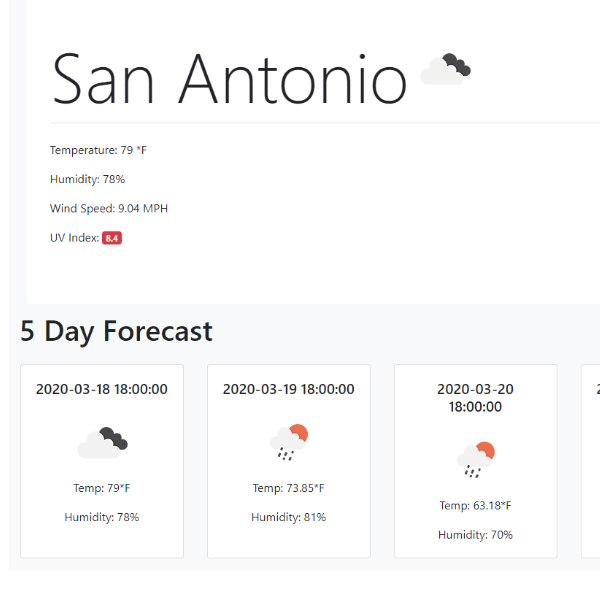 San Antonio
Temperature: 79 °F
Humidity: 78%
Wind Speed: 9.04 MPH
UV Index: 8.4
5 Day Forecast
2020-03-18 18:00:00
Temp: 79°F
Humidity: 78%
2020-03-19 18:00:00
Temp: 73.85°F
Humidity: 81%
2020-03-20
18:00:00
Temp: 63.18°F
Humidity: 70%